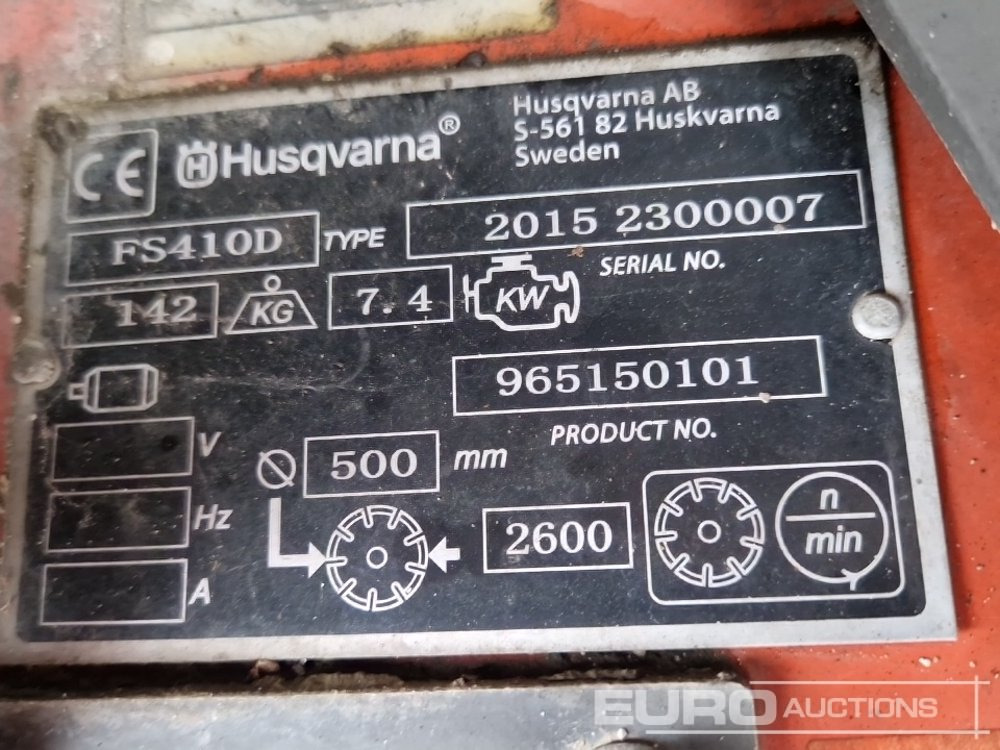 CE
Husqvarna®
Husqvarna AB
S-561 82 Huskvarna
Sweden
FS410D TYPE
2015 2300007
SERIAL NO.
142 KG
7.4 KW
965150101
PRODUCT NO.
V
Hz
A
500 mm
2600
n
min
EURO AUCTIONS